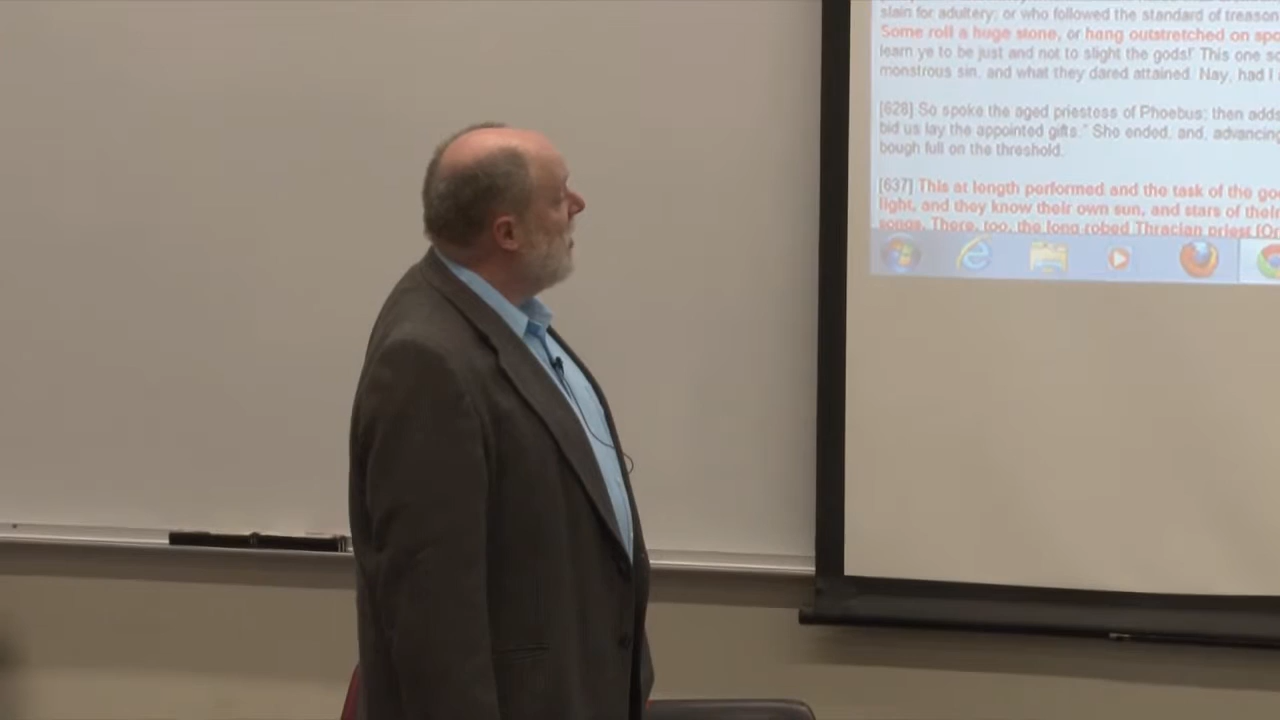 slain for adultery, or who followed the standard of treason
Some roll a huge stone, or hang outstretched on spo
learn ye to be just and not to slight the gods!' This one so
monstrous sin, and what they dared attained. Nay, had I
[628] So spoke the aged priestess of Phoebus; then adds
bid us lay the appointed gifts." She ended, and, advancing
bough full on the threshold.
[637] This at length performed and the task of the go
light, and they know their own sun, and stars of their
songs. There, too, the long robed Thracian priest [Or